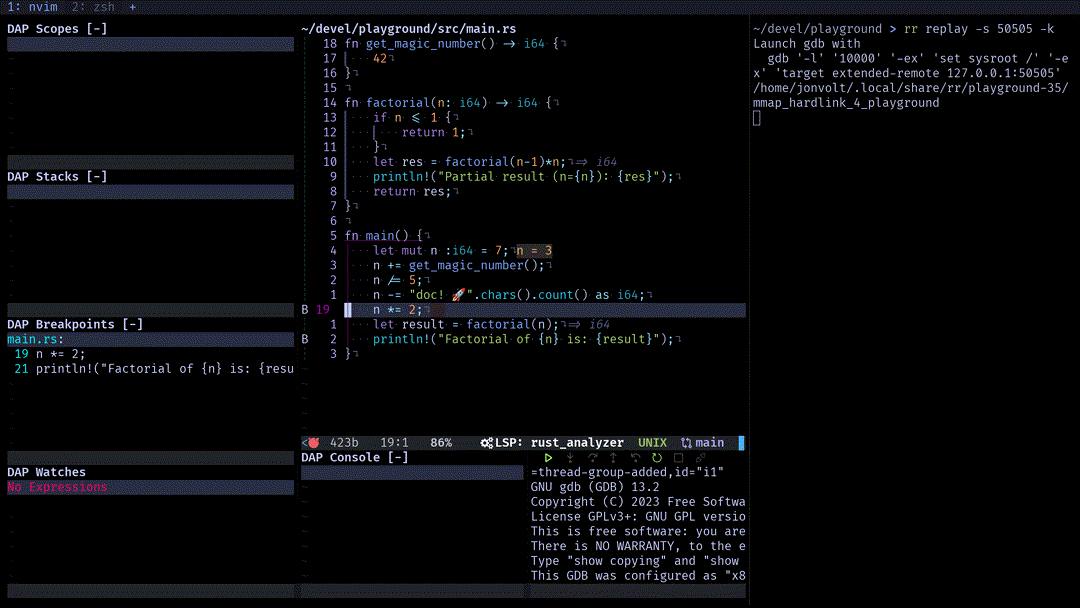 1: nvim  2: zsh  +
DAP Scopes [-]
DAP Stacks [-]
DAP Breakpoints [-]
main.rs:
19 n *= 2;
21 println!("Factorial of {n} is: {resu
DAP Watches
No Expressions
~/devel/playground/src/main.rs
18 fn get_magic_number() → i64 {
17     42
16 }
15
14 fn factorial(n: i64) → i64 {
13     if n ≤ 1 {
12         return 1;
11     }
10     let res = factorial(n-1)*n; ⇒ i64
9     println!("Partial result (n={n}): {res}");
8     return res;
7 }
6
5 fn main() {
4     let mut n :i64 = 7; n = 3
3     n += get_magic_number();
2     n /= 5;
1     n -= "doc! 🚀".chars().count() as i64;
B 19     n *= 2;
1     let result = factorial(n); ⇒ i64
B 2     println!("Factorial of {n} is: {result}");
3 }
423b  19:1  86%  LSP: rust_analyzer  UNIX  main
DAP Console [-]
=thread-group-added,id="i1"
GNU gdb (GDB) 13.2
Copyright (C) 2023 Free Softwa
License GPLv3+: GNU GPL versio
This is free software: you are
There is NO WARRANTY, to the e
Type "show copying" and "show
This GDB was configured as "x8
~/devel/playground > rr replay -s 50505 -k
Launch gdb with
gdb '-l' '10000' '-ex' 'set sysroot /' '-e
x' 'target extended-remote 127.0.0.1:50505'
/home/jonvolt/.local/share/rr/playground-35/
mmap_hardlink_4_playground